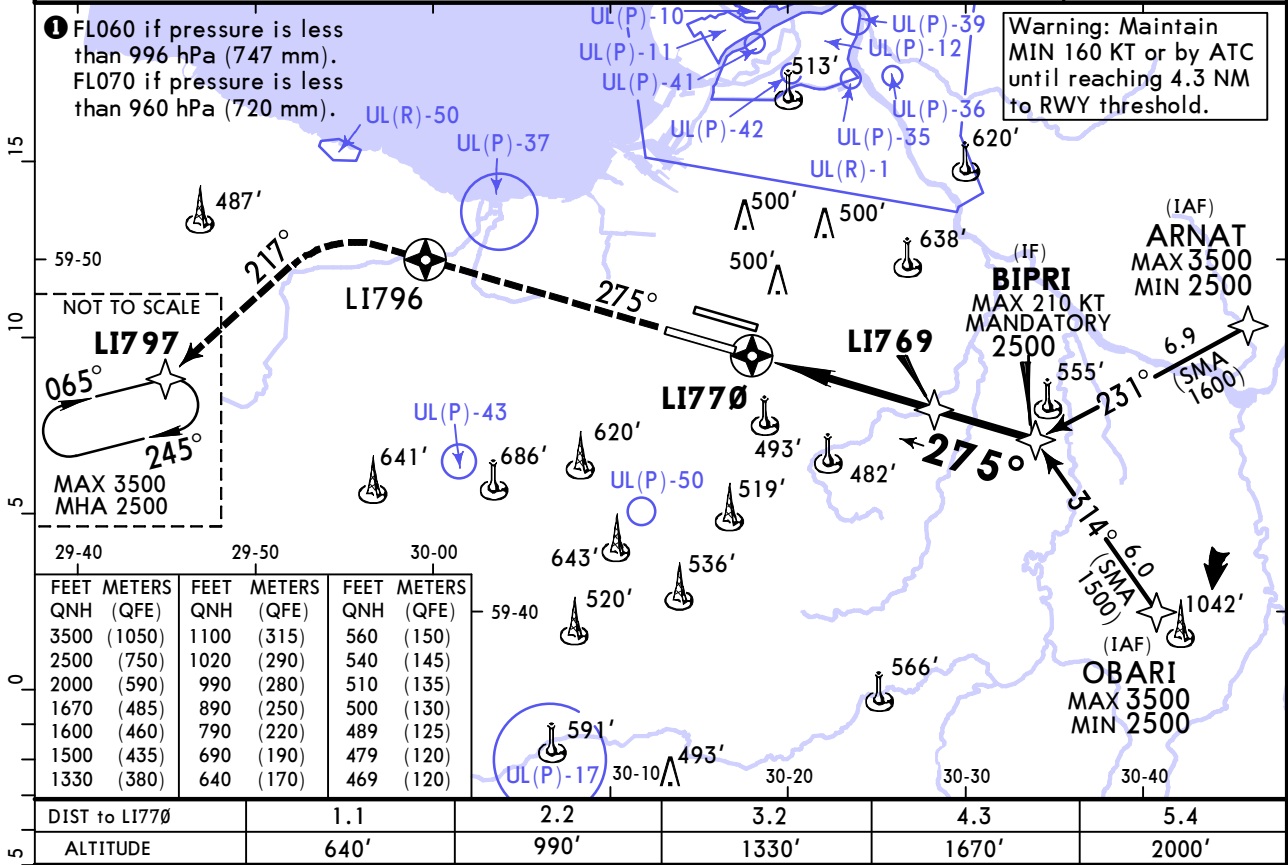 ❶ FL060 if pressure is less
than 996 hPa (747 mm).
FL070 if pressure is less
than 960 hPa (720 mm).
UL(P)-10
UL(P)-11
UL(P)-41
UL(P)-39
UL(P)-12
513'
UL(P)-36
UL(P)-42
UL(P)-35
UL(R)-1
Warning: Maintain
MIN 160 KT or by ATC
until reaching 4.3 NM
to RWY threshold.
UL(R)-50
UL(P)-37
620'
15
487'
500'
500'
638'
500'
(IAF)
ARNAT
MAX 3500
MIN 2500
(IF)
BIPRI
MAX 210 KT
MANDATORY
2500
59-50
217°
LI796
275°
NOT TO SCALE
LI797
065°
245°
MAX 3500
MHA 2500
10
LI769
LI770
555'
6.9
(SMA
1600)
231°
275°
UL(P)-43
620'
493'
482'
641'
686'
UL(P)-50
519'
5
643'
536'
314°
6.0
(SMA
1500)
1042'
29-40
29-50
30-00
59-40
520'
(IAF)
OBARI
MAX 3500
MIN 2500
566'
FEET METERS FEET METERS FEET METERS
QNH (QFE) QNH (QFE) QNH (QFE)
3500 (1050) 1100 (315) 560 (150)
2500 (750) 1020 (290) 540 (145)
2000 (590) 990 (280) 510 (135)
1670 (485) 890 (250) 500 (130)
1600 (460) 790 (220) 489 (125)
1500 (435) 690 (190) 479 (120)
1330 (380) 640 (170) 469 (120)
0
591'
UL(P)-17
493'
30-10
30-20
30-30
30-40
DIST to LI770 1.1 2.2 3.2 4.3 5.4
ALTITUDE 640' 990' 1330' 1670' 2000'
5